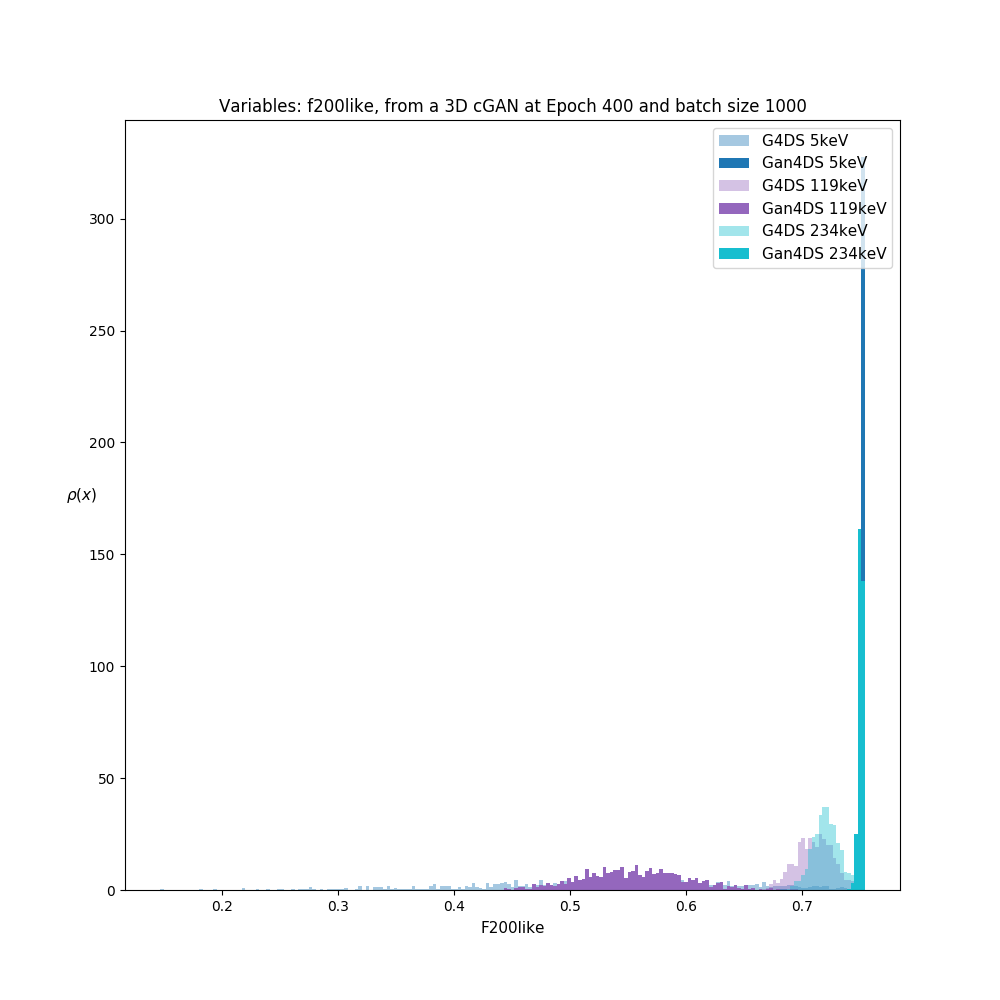 Variables: f200like, from a 3D cGAN at Epoch 400 and batch size 1000
G4DS 5keV
Gan4DS 5keV
G4DS 119keV
Gan4DS 119keV
G4DS 234keV
Gan4DS 234keV
300
250
200
150
100
50
0
ρ(x)
0.2 0.3 0.4 0.5 0.6 0.7
F200like